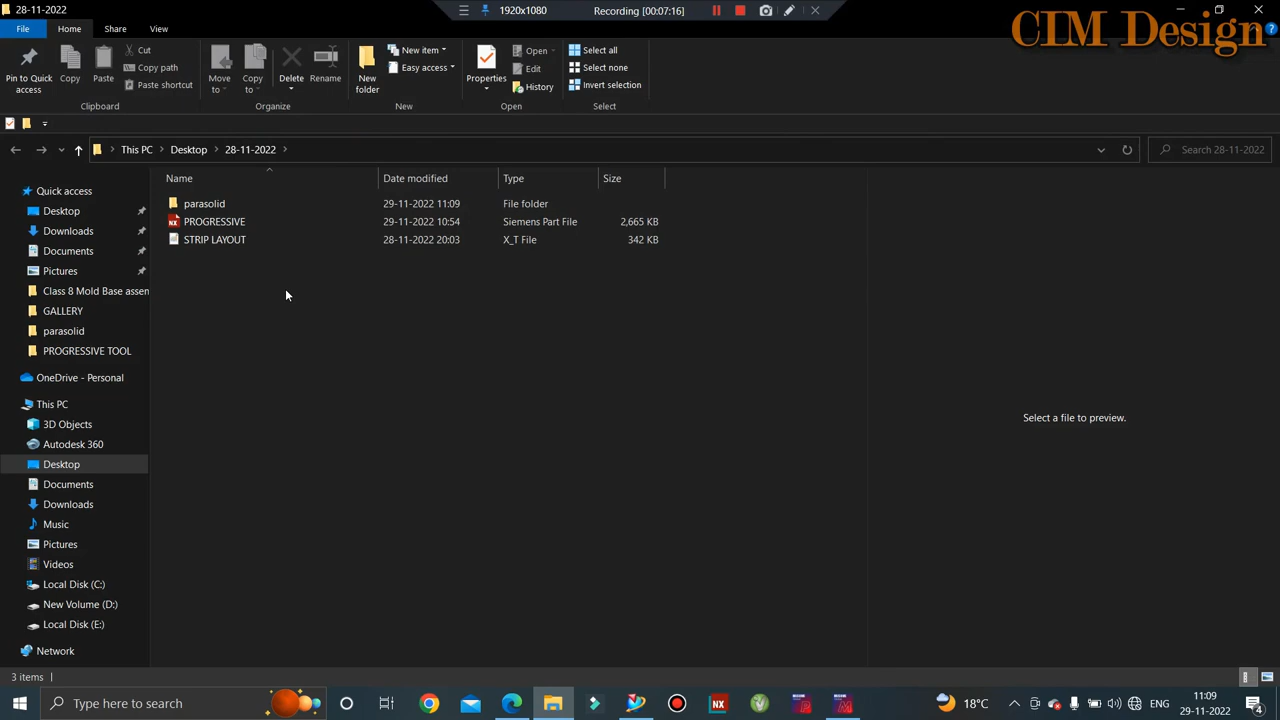 28-11-2022
1920x1080
Recording [00:07:16]
CIM Design
File Home Share View
Pin to Quick access
Copy
Paste
Cut
Copy path
Paste shortcut
Clipboard
Move to
Copy to
Delete
Rename
Organize
New folder
New item
Easy access
New
Properties
Open
Edit
History
Open
Select all
Select none
Invert selection
Select
This PC > Desktop > 28-11-2022 >
Search 28-11-2022
Name Date modified Type Size
parasolid 29-11-2022 11:09 File folder
PROGRESSIVE 29-11-2022 10:54 Siemens Part File 2,665 KB
STRIP LAYOUT 28-11-2022 20:03 X_T File 342 KB
Quick access
Desktop
Downloads
Documents
Pictures
Class 8 Mold Base assen
GALLERY
parasolid
PROGRESSIVE TOOL
OneDrive - Personal
This PC
3D Objects
Autodesk 360
Desktop
Documents
Downloads
Music
Pictures
Videos
Local Disk (C:)
New Volume (D:)
Local Disk (E:)
Network
Select a file to preview.
3 items
Type here to search
NX
18°C
ENG
11:09
29-11-2022
4